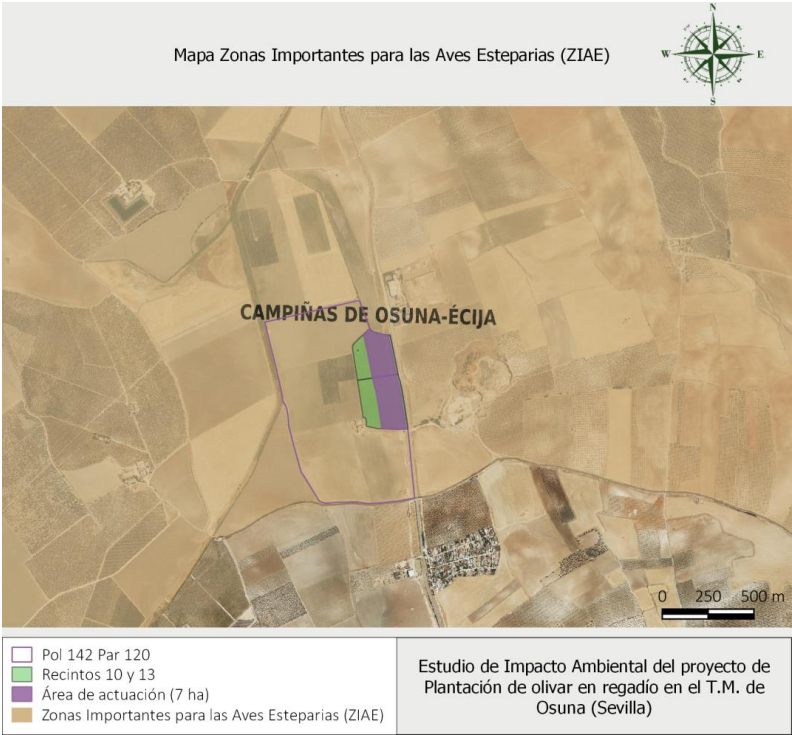 Mapa Zonas Importantes para las Aves Esteparias (ZIAE)
N
W
E
S
CAMPIÑAS DE OSUNA-ÉCIJA
0 250 500 m
Pol 142 Par 120
Recintos 10 y 13
Área de actuación (7 ha)
Zonas Importantes para las Aves Esteparias (ZIAE)
Estudio de Impacto Ambiental del proyecto de
Plantación de olivar en regadío en el T.M. de
Osuna (Sevilla)